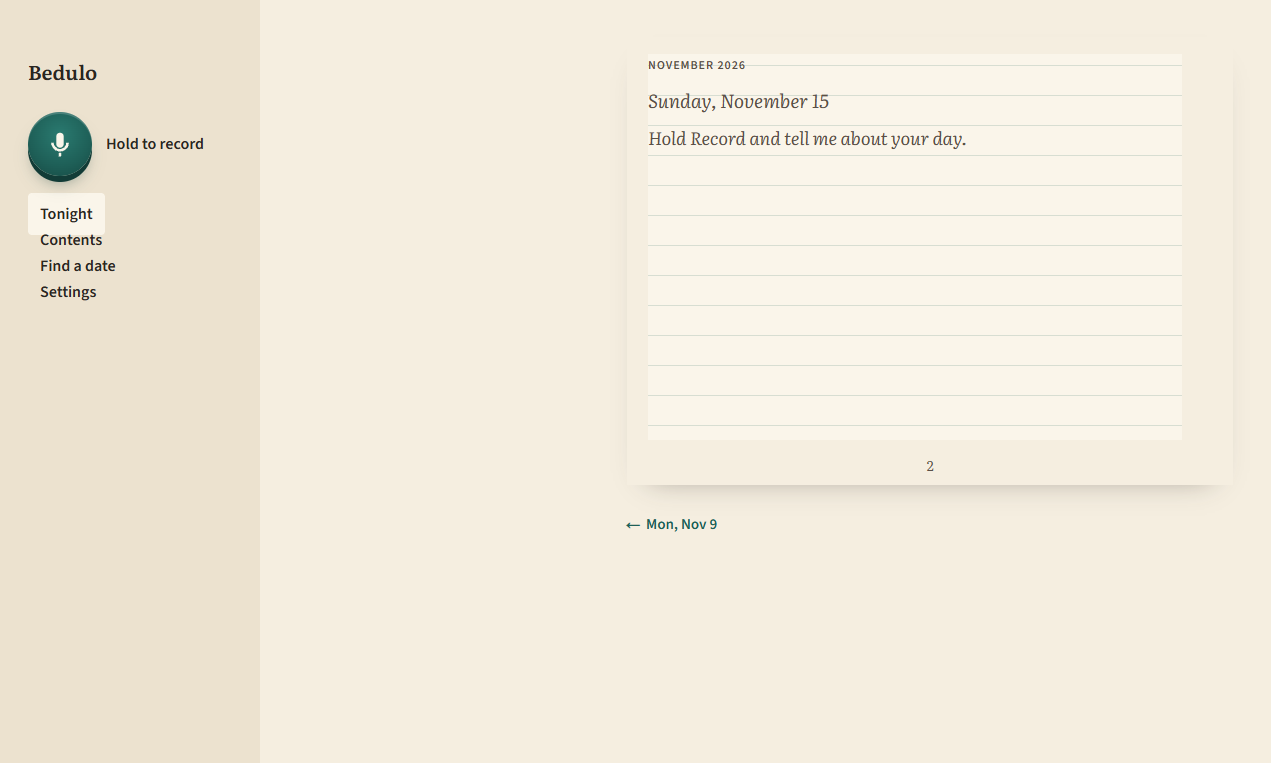 Bedulo
Hold to record
Tonight
Contents
Find a date
Settings
NOVEMBER 2026
Sunday, November 15
Hold Record and tell me about your day.
2
← Mon, Nov 9